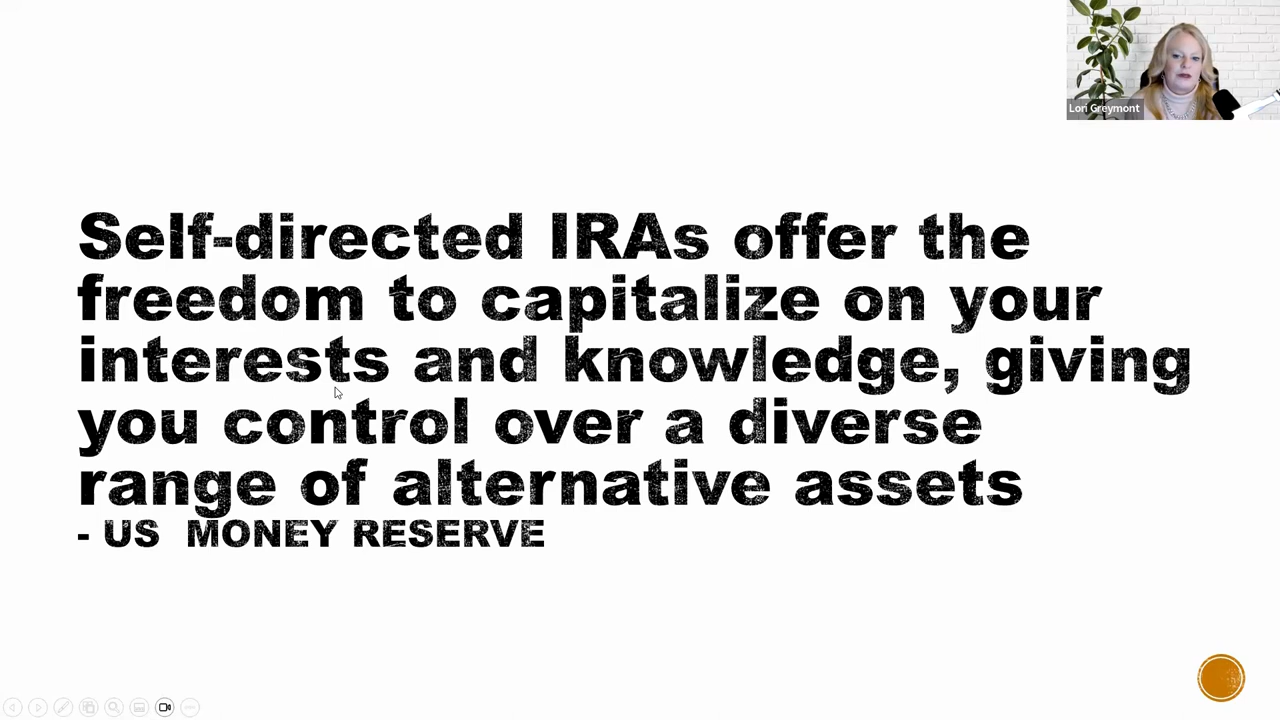 Lori Greymont
Self-directed IRAs offer the
freedom to capitalize on your
interests and knowledge, giving
you control over a diverse
range of alternative assets
- US MONEY RESERVE